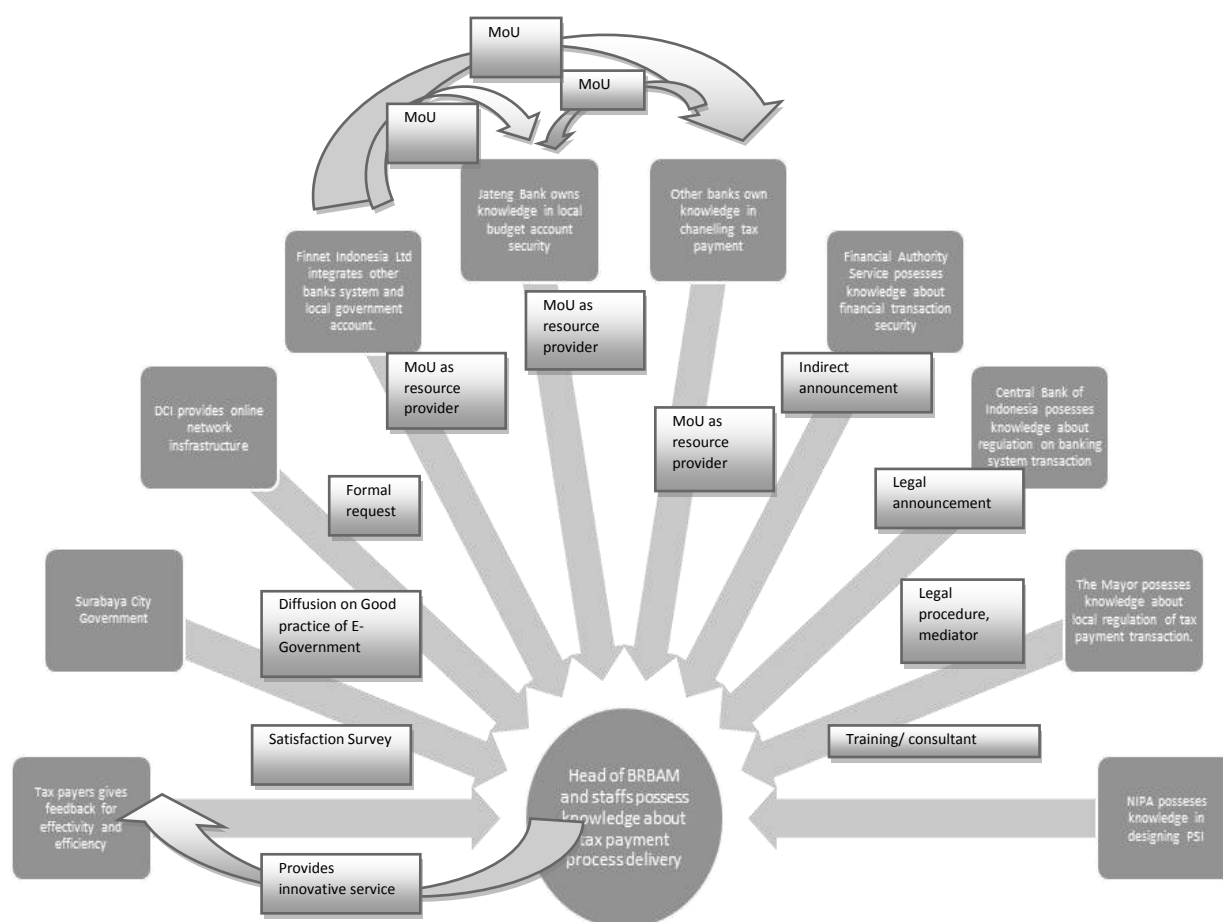 MoU
MoU
MoU
Jateng Bank owns
knowledge in local
budget account
security
Other banks own
knowledge in
chanelling tax
payment
Finnet Indonesia Ltd
integrates other
banks system and
local government
account.
Financial Authority
Service posesses
knowledge about
financial transaction
security
MoU as
resource
provider
MoU as
resource
provider
MoU as
resource
provider
Indirect
announcement
DCI provides online
network
insfrastructure
Central Bank of
Indonesia posesses
knowledge about
regulation on banking
system transaction
Formal
request
Legal
announcement
Surabaya City
Government
Diffusion on Good
practice of E-
Government
Legal
procedure,
mediator
The Mayor posesses
knowledge about
local regulation of tax
payment transaction.
Satisfaction Survey
Training/ consultant
Tax payers gives
feedback for
effectivity and
efficiency
Head of BRBAM
and staffs possess
knowledge about
tax payment
process delivery
NIPA posseses
knowledge in
designing PSI
Provides
innovative service